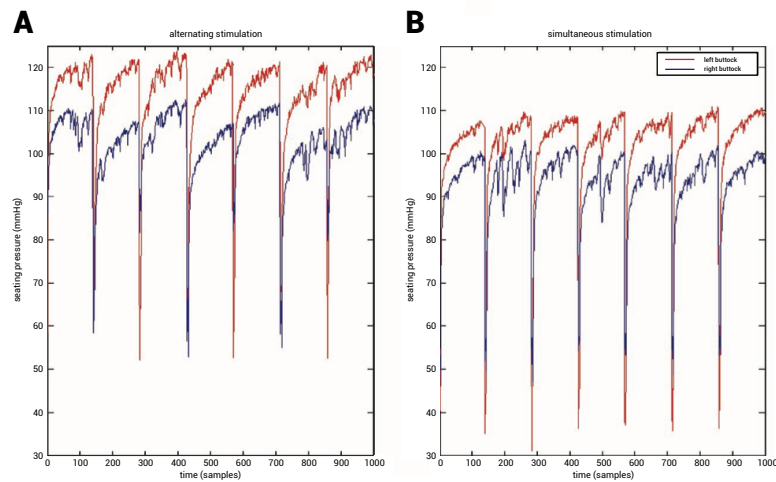 A
alternating stimulation
seating pressure (mmHg)
120
110
100
90
80
70
60
50
40
30
0 100 200 300 400 500 600 700 800 900 1000
time (samples)
B
simultaneous stimulation
left buttock
right buttock
seating pressure (mmHg)
120
110
100
90
80
70
60
50
40
30
0 100 200 300 400 500 600 700 800 900 1000
time (samples)